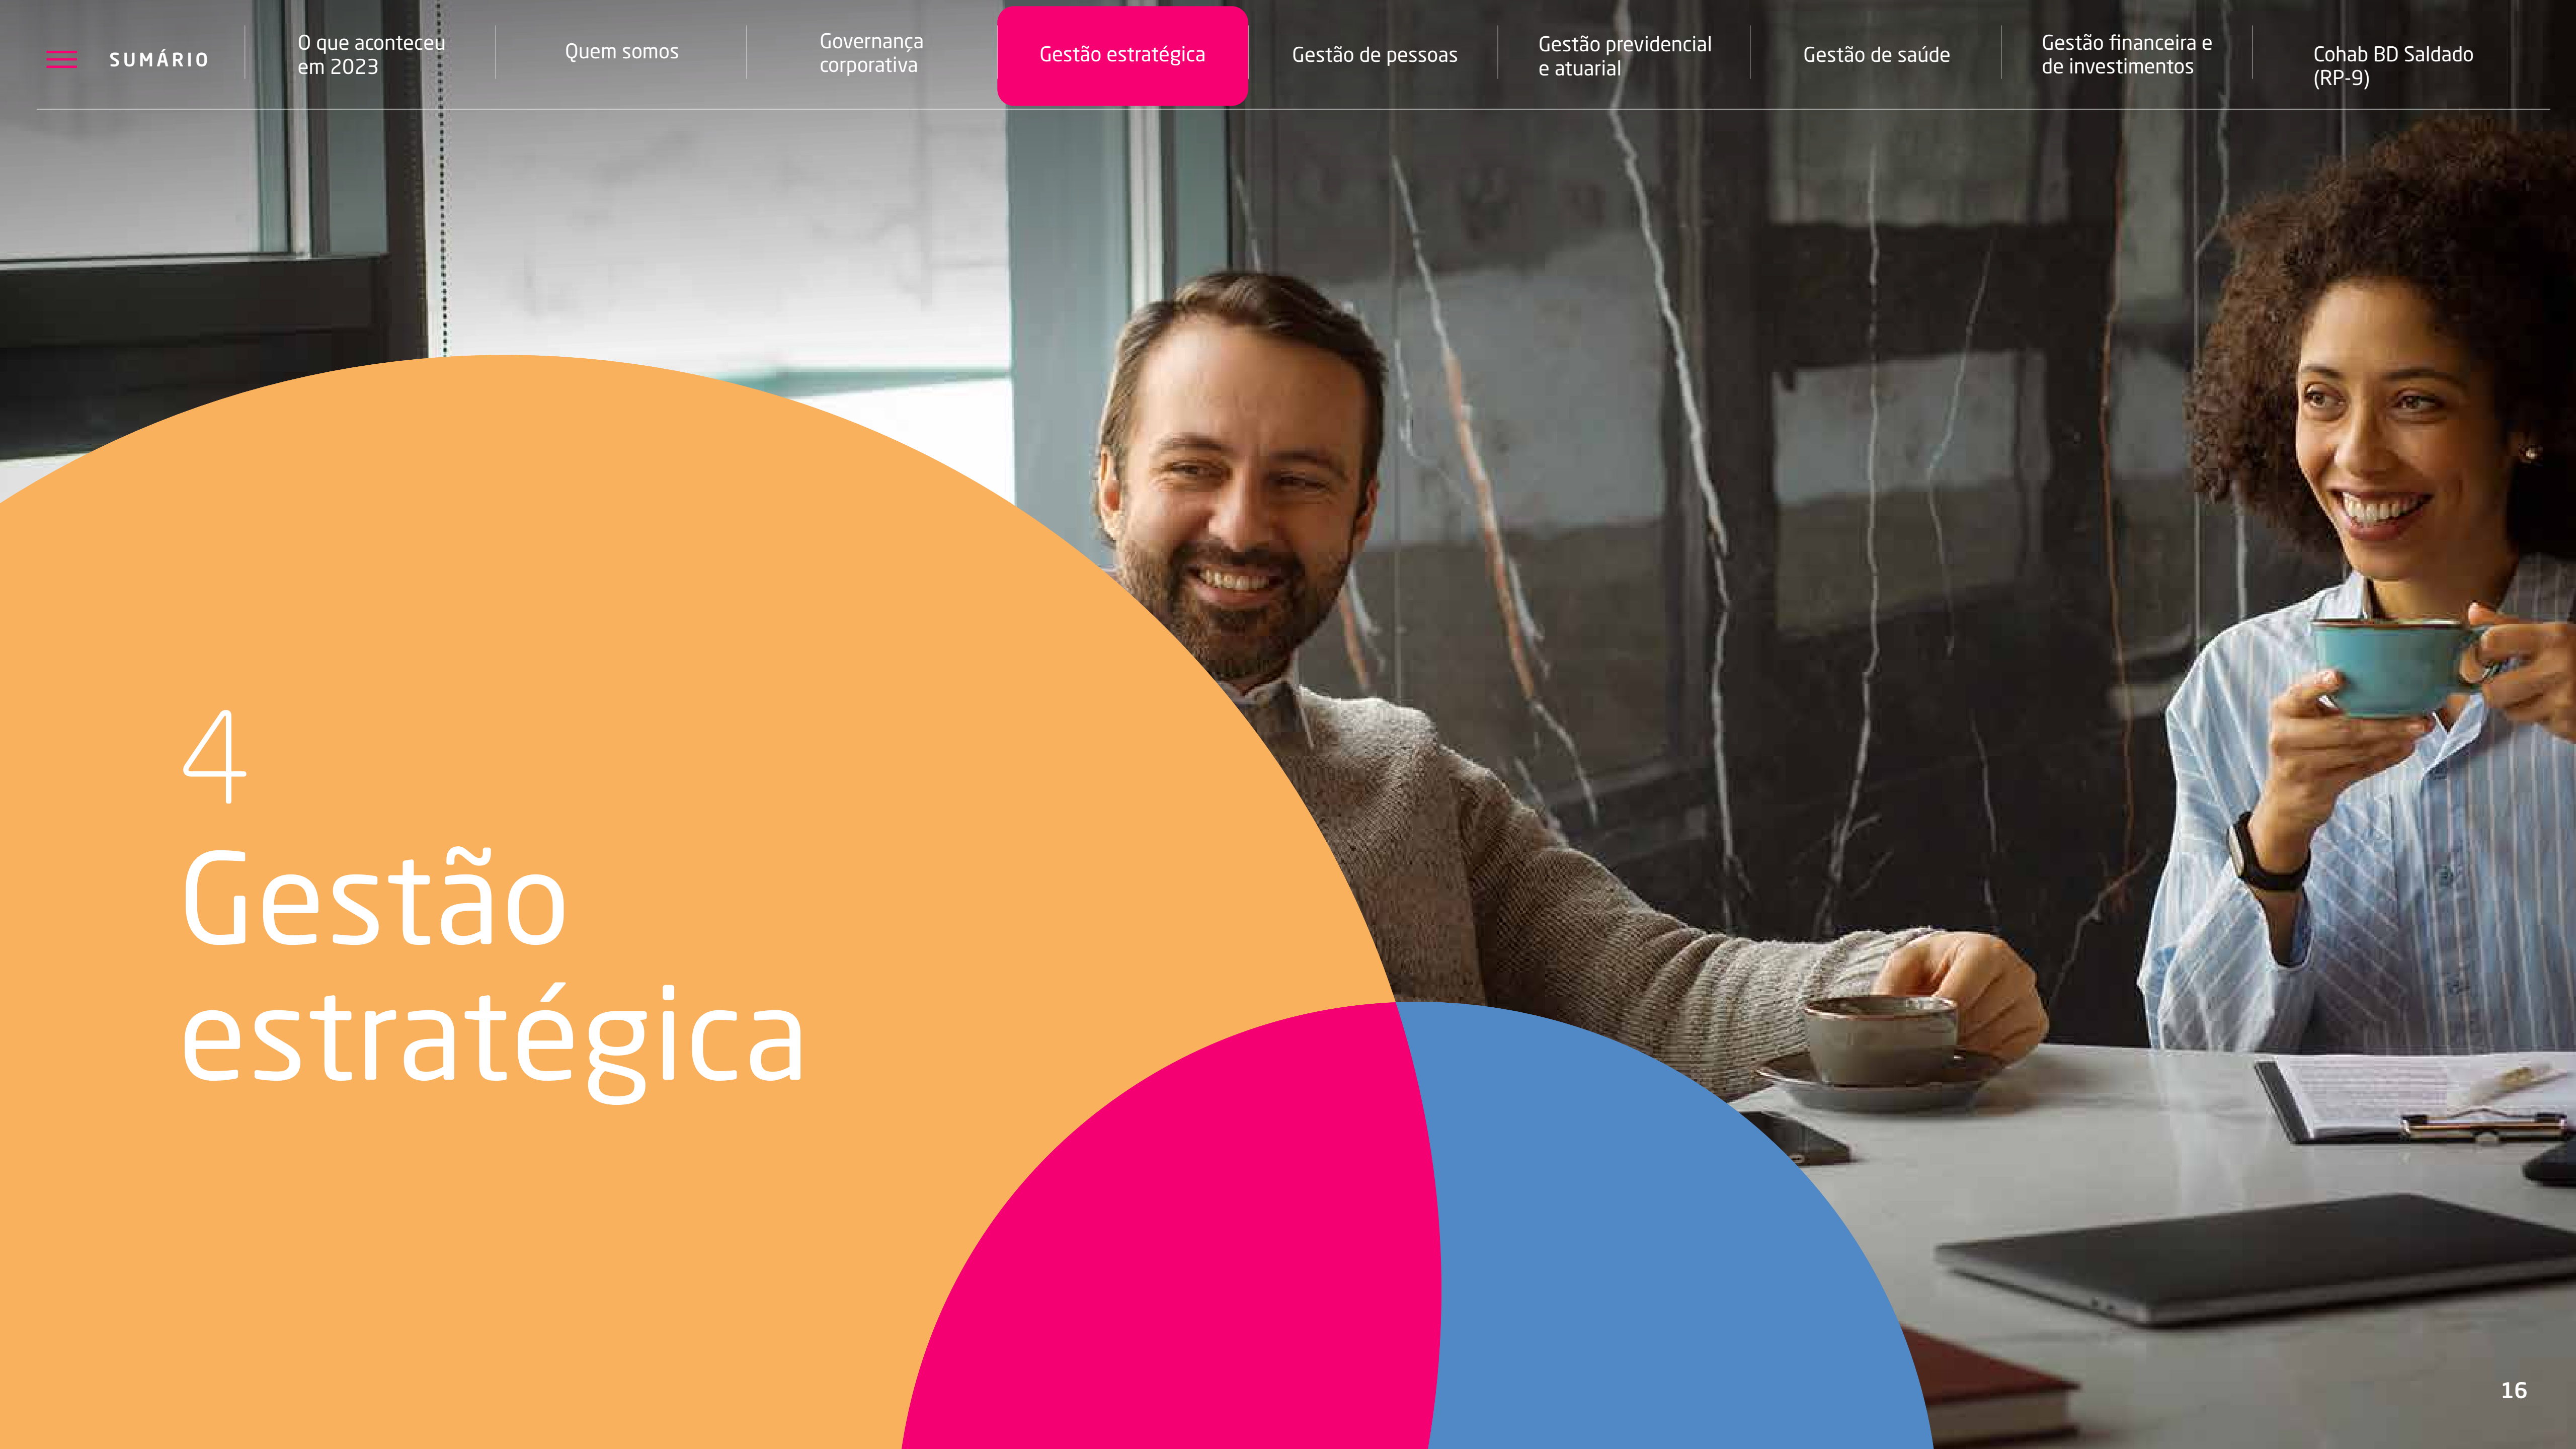 SUMÁRIO
O que aconteceu
em 2023
Quem somos
Governança
corporativa
Gestão estratégica
Gestão de pessoas
Gestão previdencial
e atuarial
Gestão de saúde
Gestão financeira e
de investimentos
Cohab BD Saldado
(RP-9)
4
Gestão
estratégica
16